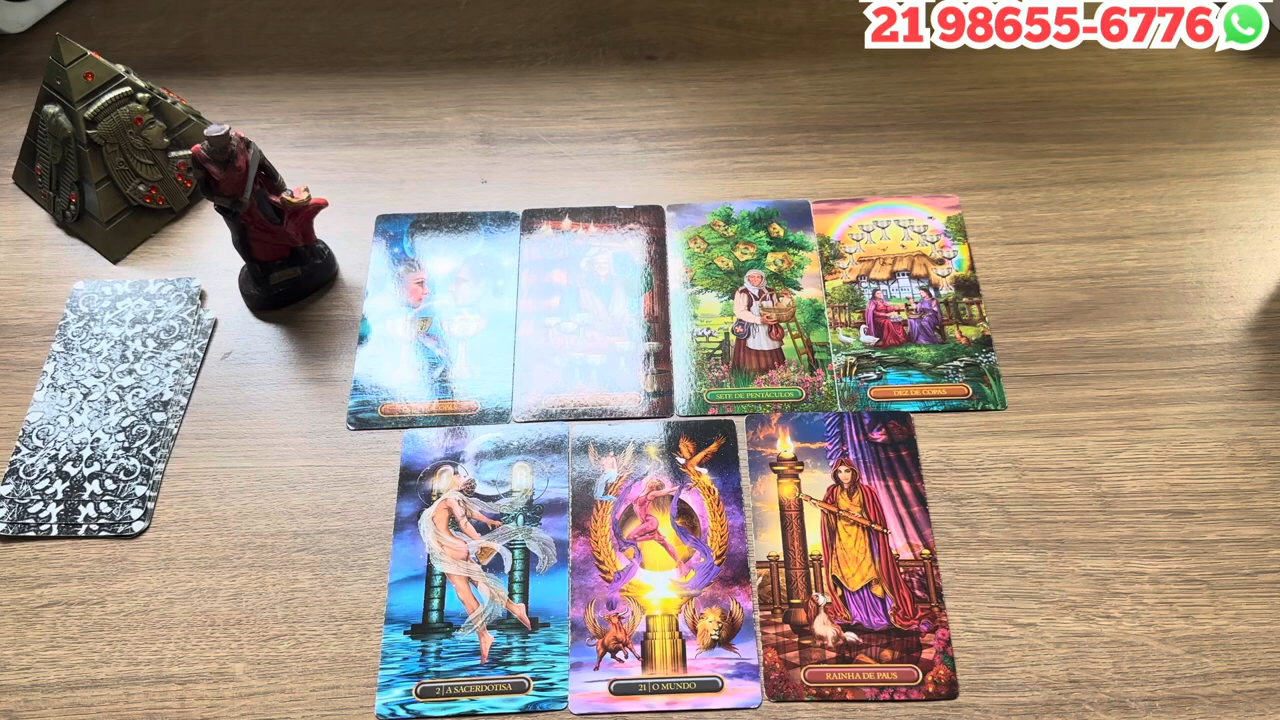 21 98655-6776
SETE DE PENTÁCULOS
DEZ DE COPAS
2 | A SACERDOTISA
21 | O MUNDO
RAINHA DE PAUS